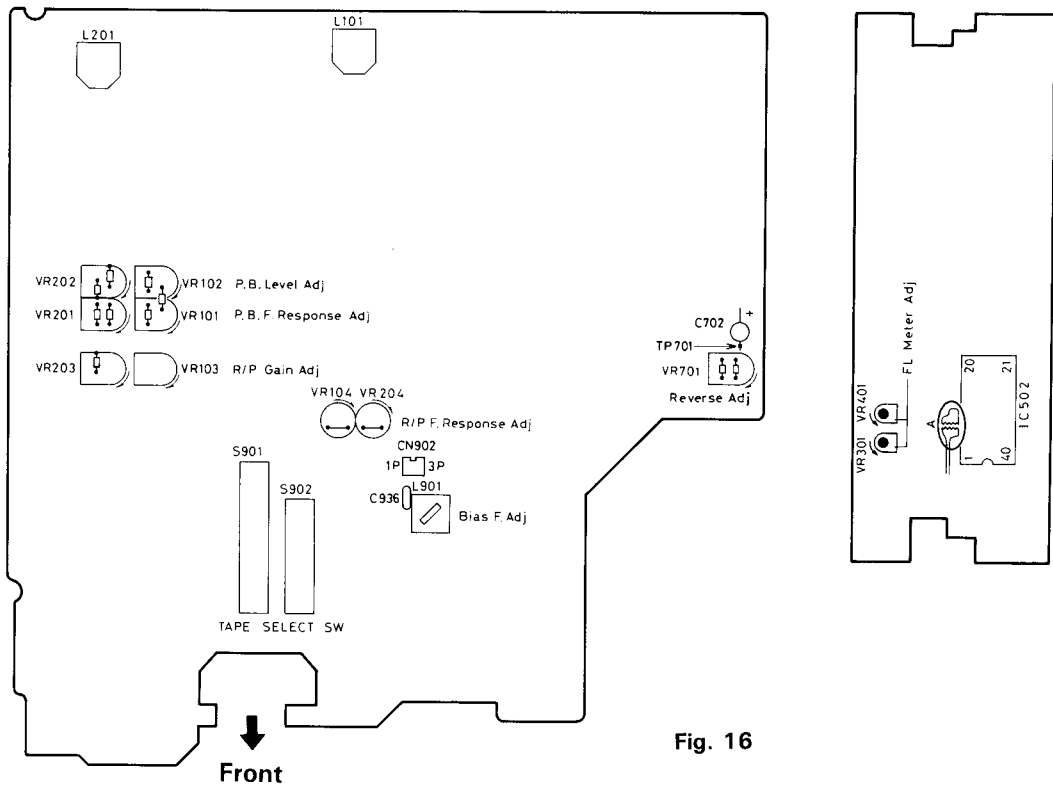 L201
L101
VR202
VR102 P.B. Level Adj
VR201
VR101 P.B.F. Response Adj
VR203
VR103 R/P Gain Adj
VR104 VR204
R/P F. Response Adj
CN902
1P 3P
S901
S902
C936
L901
Bias F. Adj
TAPE SELECT SW
C702
+
TP701
VR701
Reverse Adj
Front
Fig. 16
FL Meter Adj
VR401
VR301
A
20
21
1
40
IC502